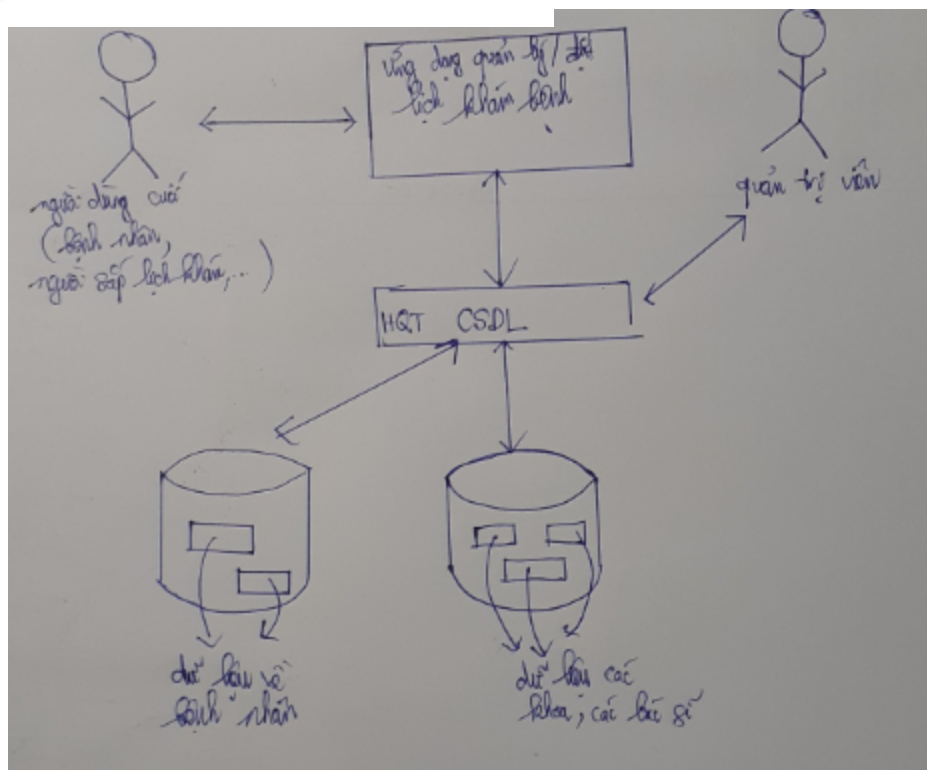 Ứng dụng quản lý / đặt
lịch khám bệnh
người dùng cuối
(bệnh nhân,
người sắp lịch khám,...)
quản trị viên
HQT CSDL
dữ liệu về
bệnh nhân
dữ liệu các
khoa, các bác sĩ